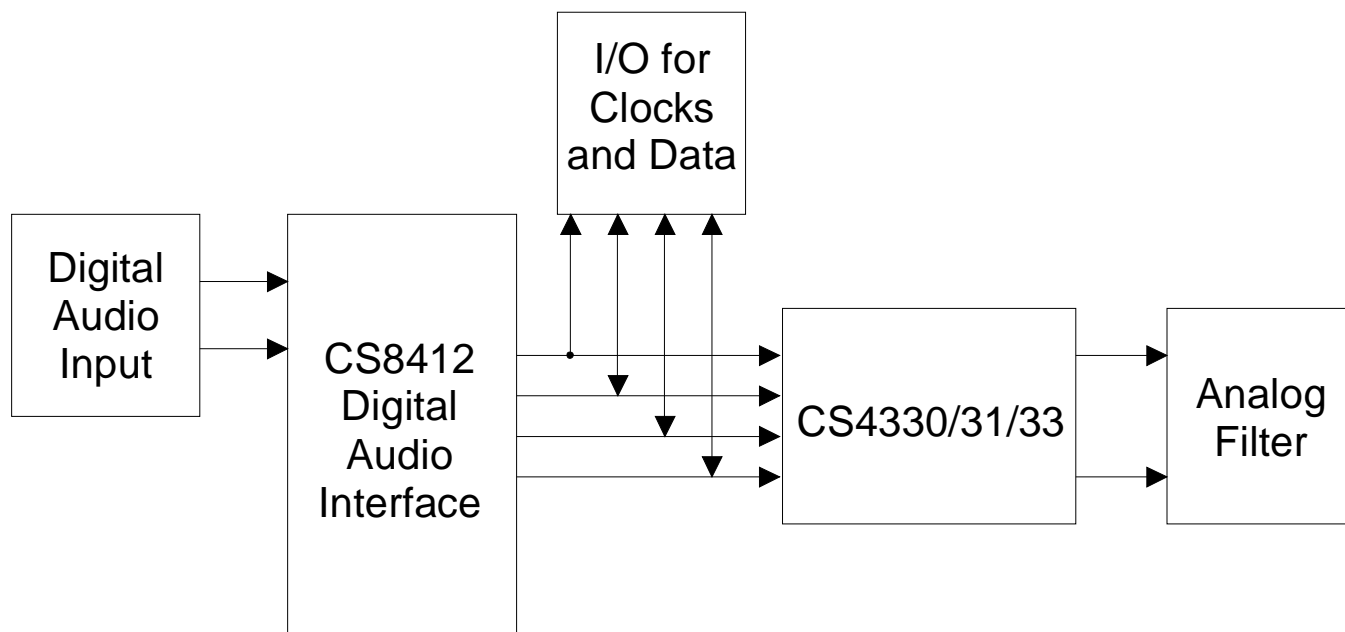 I/O for
Clocks
and Data
Digital
Audio
Input
CS8412
Digital
Audio
Interface
CS4330/31/33
Analog
Filter